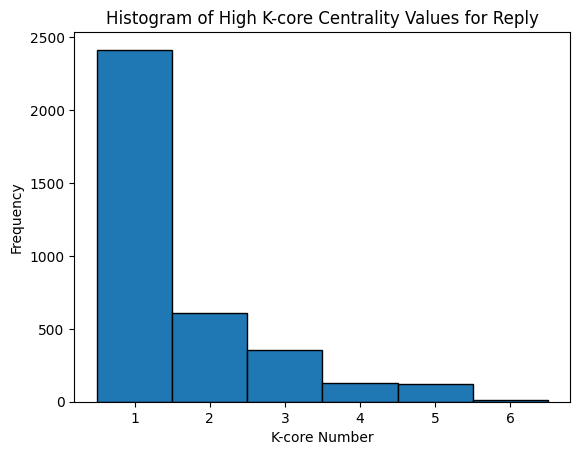 Histogram of High K-core Centrality Values for Reply
2500
2000
1500
1000
500
0
Frequency
1 2 3 4 5 6
K-core Number